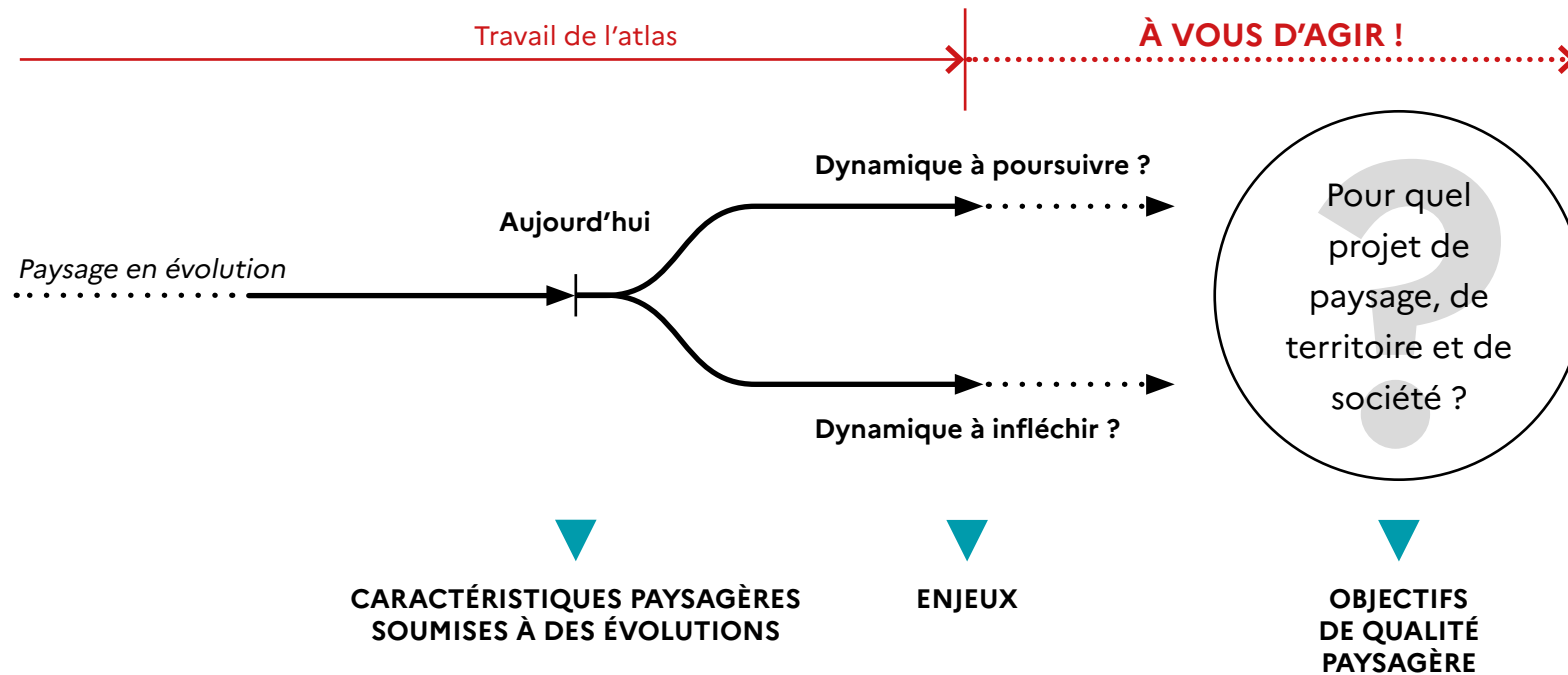 Travail de l’atlas
À VOUS D’AGIR !
Dynamique à poursuivre ?
Aujourd’hui
Paysage en évolution
Dynamique à infléchir ?
Pour quel
projet de
paysage, de
territoire et de
société ?
?
CARACTÉRISTIQUES PAYSAGÈRES
SOUMISES À DES ÉVOLUTIONS
ENJEUX
OBJECTIFS
DE QUALITÉ
PAYSAGÈRE